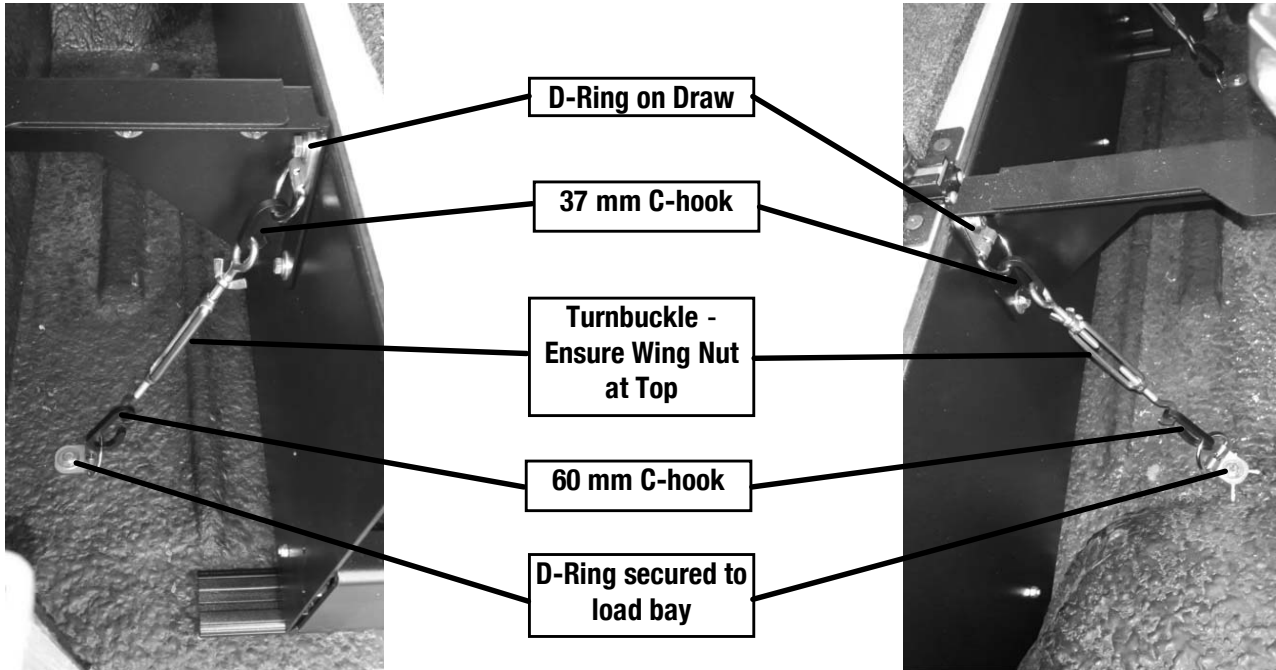 D-Ring on Draw
37 mm C-hook
Turnbuckle -
Ensure Wing Nut
at Top
60 mm C-hook
D-Ring secured to
load bay